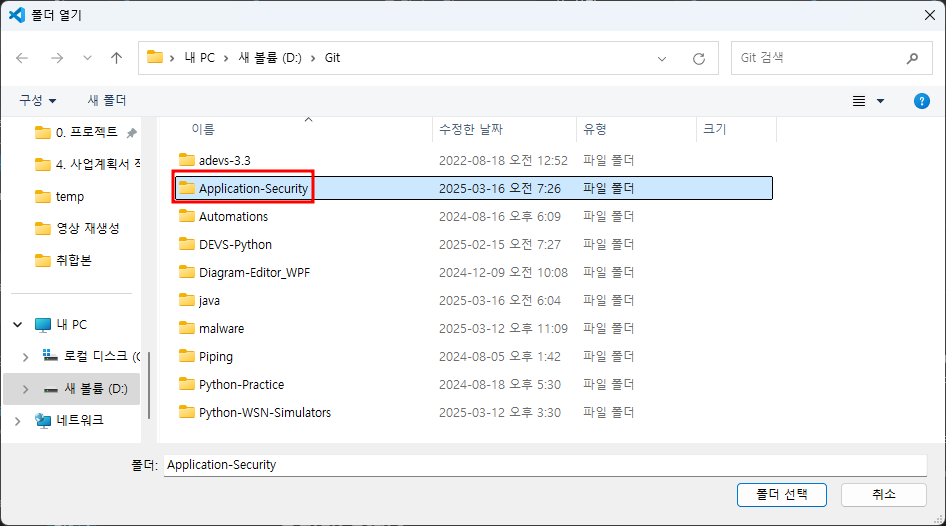 폴더 열기
내 PC > 새 볼륨 (D:) > Git
Git 검색
구성
새 폴더
0. 프로젝트
4. 사업계획서
temp
영상 재생성
취합본
내 PC
로컬 디스크 (
새 볼륨 (D:)
네트워크
이름 수정한 날짜 유형 크기
adevs-3.3 2022-08-18 오전 12:52 파일 폴더
Application-Security 2025-03-16 오전 7:26 파일 폴더
Automations 2024-08-16 오후 6:09 파일 폴더
DEVS-Python 2025-02-15 오전 7:27 파일 폴더
Diagram-Editor_WPF 2024-12-09 오전 10:08 파일 폴더
java 2025-03-16 오전 6:04 파일 폴더
malware 2025-03-12 오후 11:09 파일 폴더
Piping 2024-08-05 오후 1:42 파일 폴더
Python-Practice 2024-08-18 오후 5:30 파일 폴더
Python-WSN-Simulators 2025-03-12 오후 3:30 파일 폴더
폴더: Application-Security
폴더 선택
취소